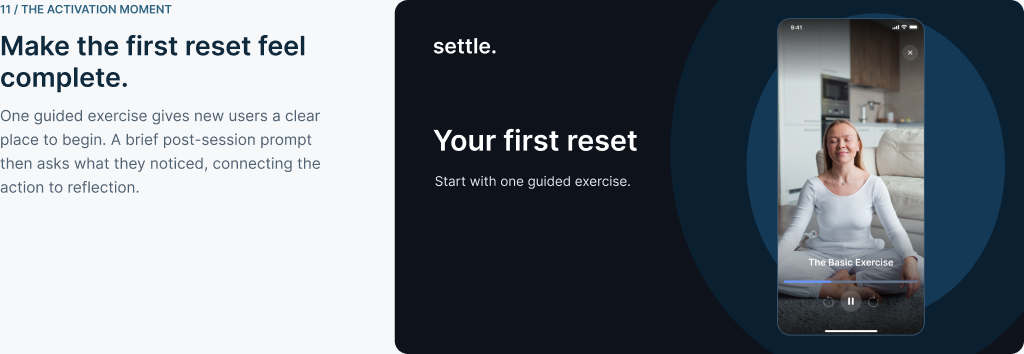 11 / THE ACTIVATION MOMENT
Make the first reset feel
complete.
One guided exercise gives new users a clear
place to begin. A brief post-session prompt
then asks what they noticed, connecting the
action to reflection.
settle.
Your first reset
Start with one guided exercise.
9:41
The Basic Exercise